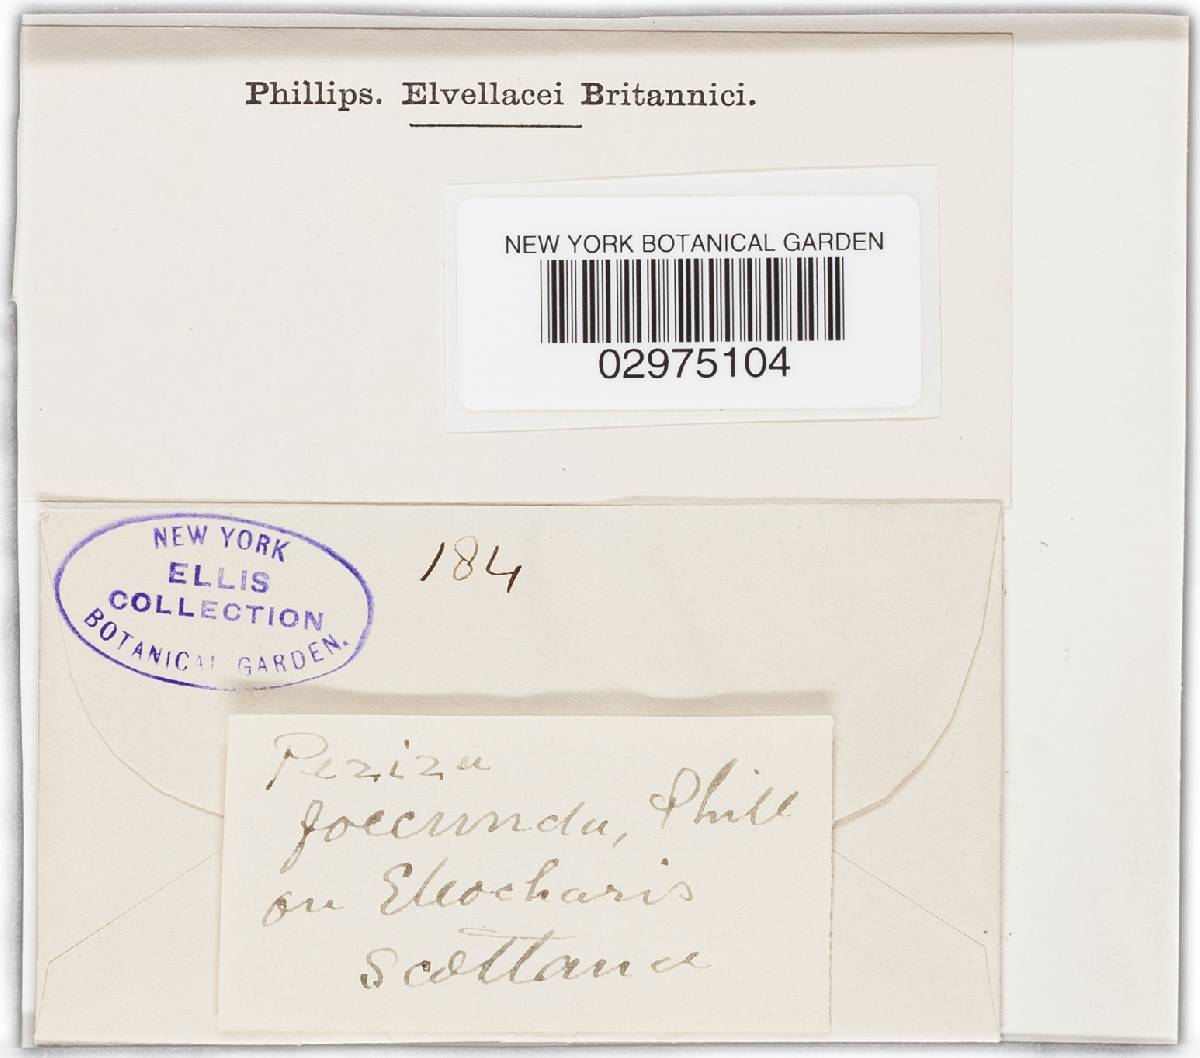 Phillips. Elvellacei Britannici.
NEW YORK BOTANICAL GARDEN
02975104
NEW YORK
ELLIS
COLLECTION
BOTANICAL GARDEN.
184
Peziza
foecunda, Phill
on Eleocharis
Scottand